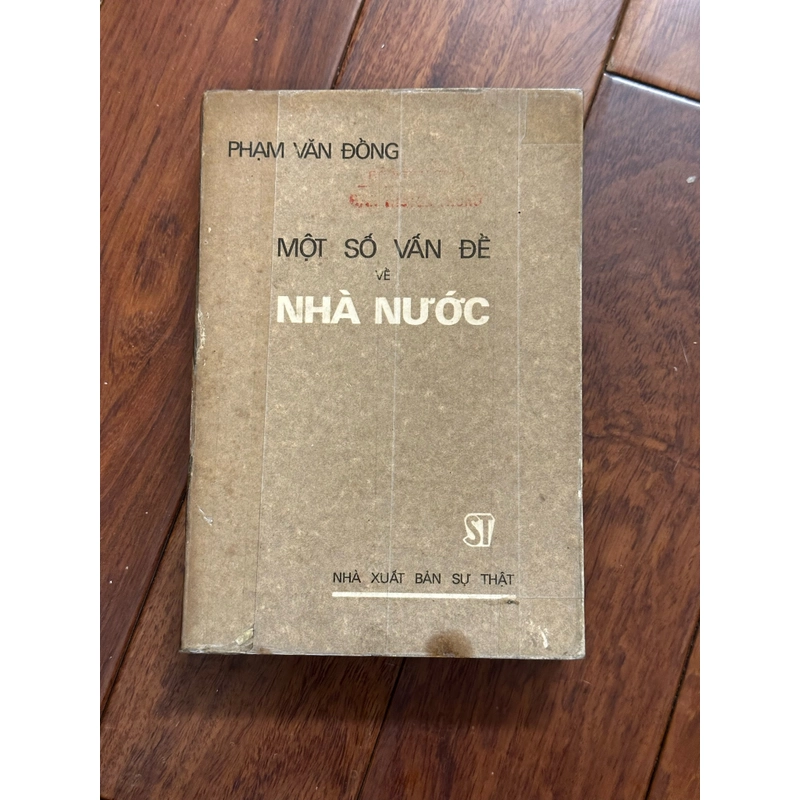 PHẠM VĂN ĐỒNG
MỘT SỐ VẤN ĐỀ
VỀ
NHÀ NƯỚC
ST
NHÀ XUẤT BẢN SỰ THẬT